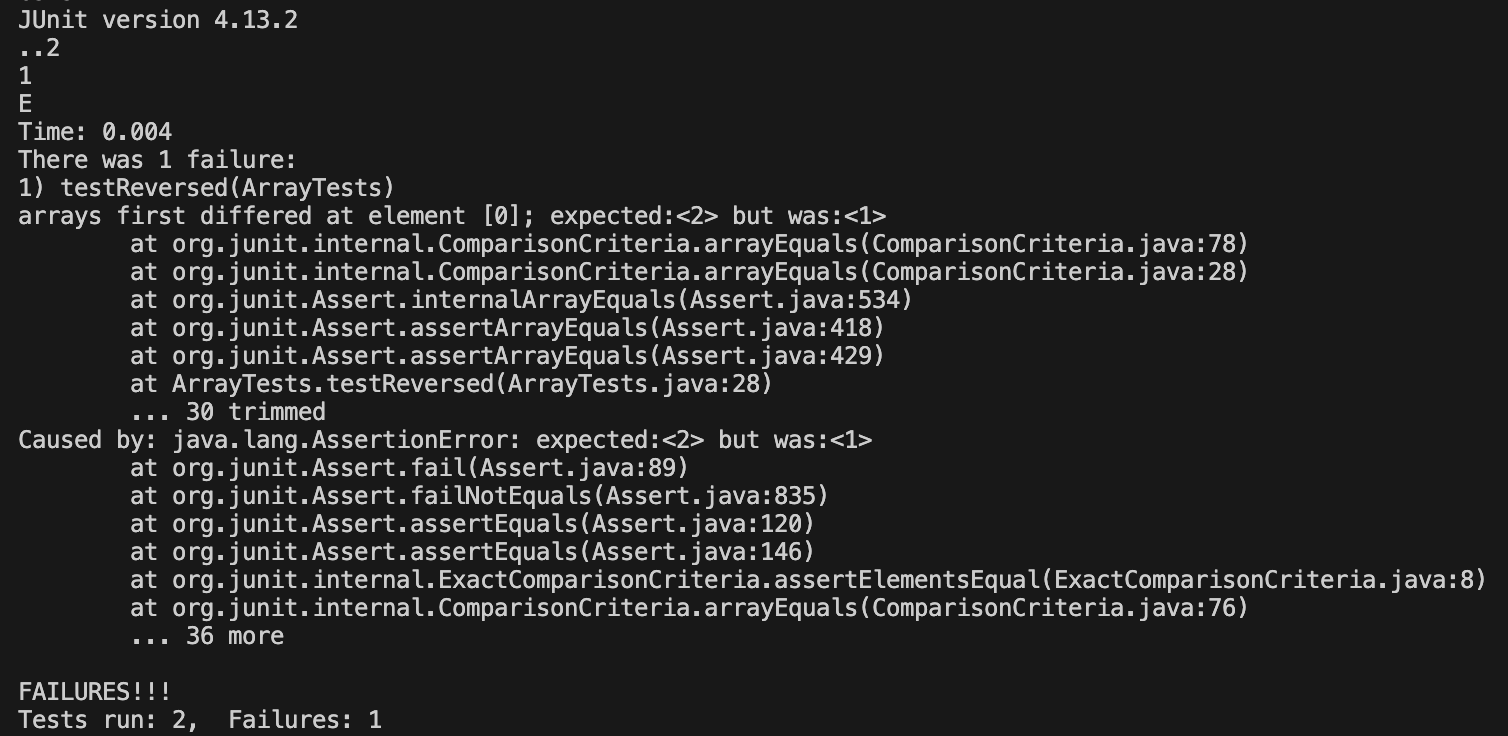 JUnit version 4.13.2
..2
1
E
Time: 0.004
There was 1 failure:
1) testReversed(ArrayTests)
arrays first differed at element [0]; expected:<2> but was:<1>
        at org.junit.internal.ComparisonCriteria.arrayEquals(ComparisonCriteria.java:78)
        at org.junit.internal.ComparisonCriteria.arrayEquals(ComparisonCriteria.java:28)
        at org.junit.Assert.internalArrayEquals(Assert.java:534)
        at org.junit.Assert.assertArrayEquals(Assert.java:418)
        at org.junit.Assert.assertArrayEquals(Assert.java:429)
        at ArrayTests.testReversed(ArrayTests.java:28)
        ... 30 trimmed
Caused by: java.lang.AssertionError: expected:<2> but was:<1>
        at org.junit.Assert.fail(Assert.java:89)
        at org.junit.Assert.failNotEquals(Assert.java:835)
        at org.junit.Assert.assertEquals(Assert.java:120)
        at org.junit.Assert.assertEquals(Assert.java:146)
        at org.junit.internal.ExactComparisonCriteria.assertElementsEqual(ExactComparisonCriteria.java:8)
        at org.junit.internal.ComparisonCriteria.arrayEquals(ComparisonCriteria.java:76)
        ... 36 more

FAILURES!!!
Tests run: 2,  Failures: 1